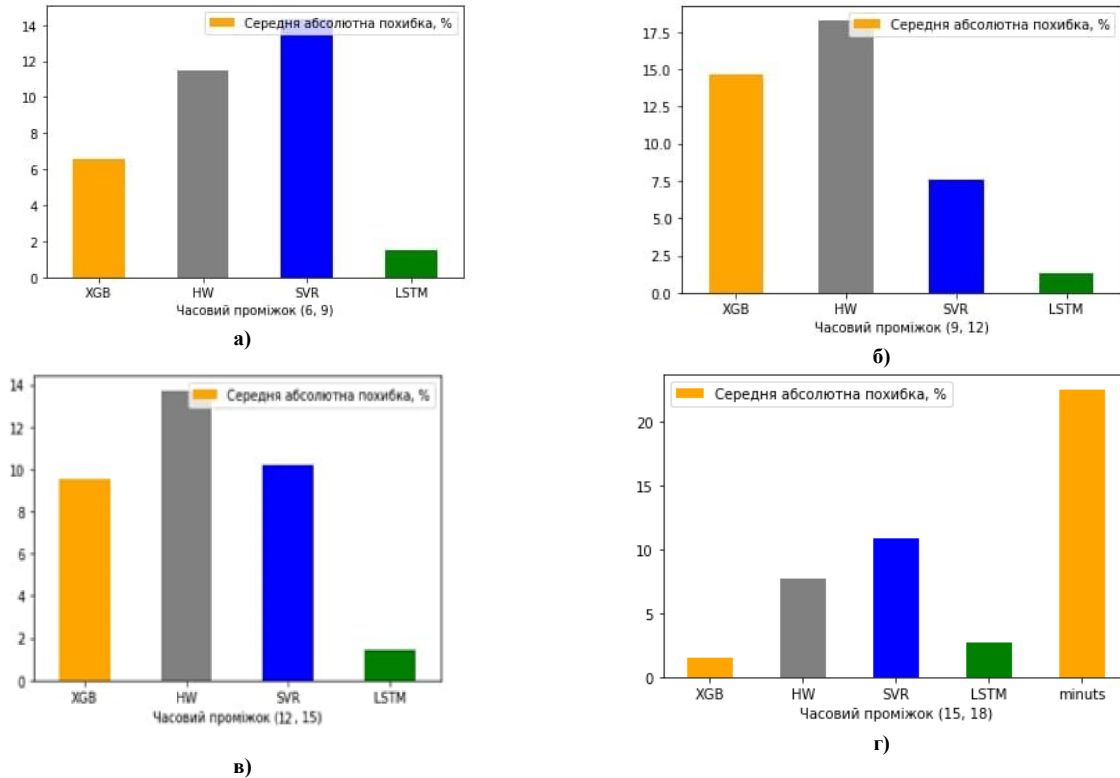 Середня абсолютна похибка, %
14
12
10
8
6
4
2
0
XGB HW SVR LSTM
Часовий проміжок (6, 9)
а)
Середня абсолютна похибка, %
17.5
15.0
12.5
10.0
7.5
5.0
2.5
0.0
XGB HW SVR LSTM
Часовий проміжок (9, 12)
б)
Середня абсолютна похибка, %
14
12
10
8
6
4
2
0
XGB HW SVR LSTM
Часовий проміжок (12, 15)
в)
Середня абсолютна похибка, %
20
15
10
5
0
XGB HW SVR LSTM minuts
Часовий проміжок (15, 18)
г)